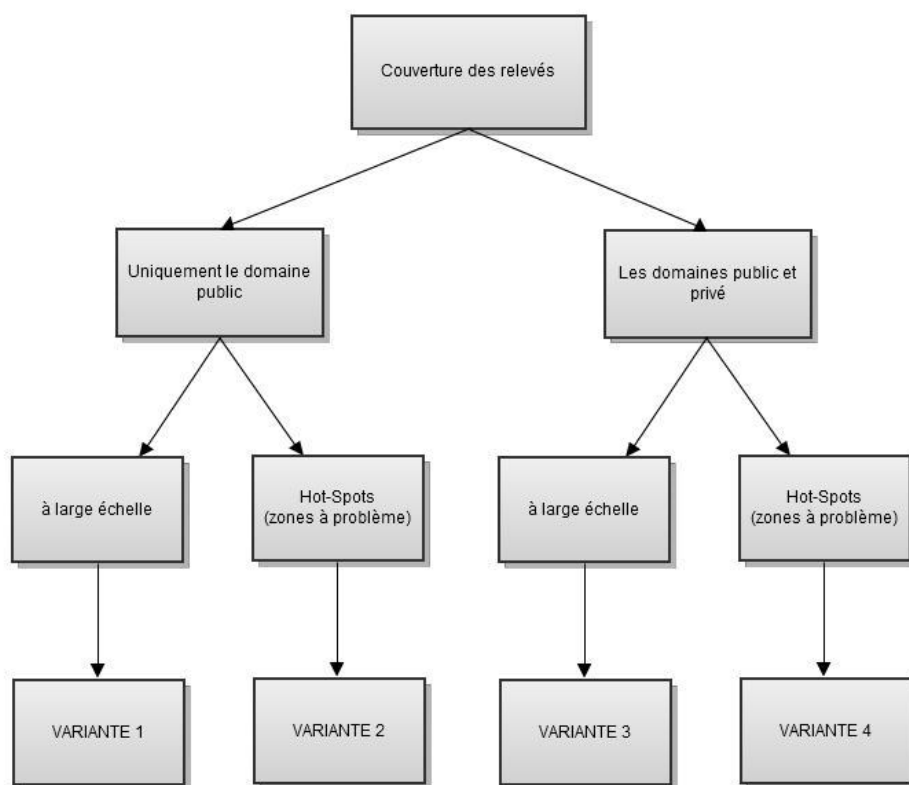 Couverture des relevés
Uniquement le domaine
public
Les domaines public et
privé
à large échelle
Hot-Spots
(zones à problème)
à large échelle
Hot-Spots
(zones à problème)
VARIANTE 1
VARIANTE 2
VARIANTE 3
VARIANTE 4